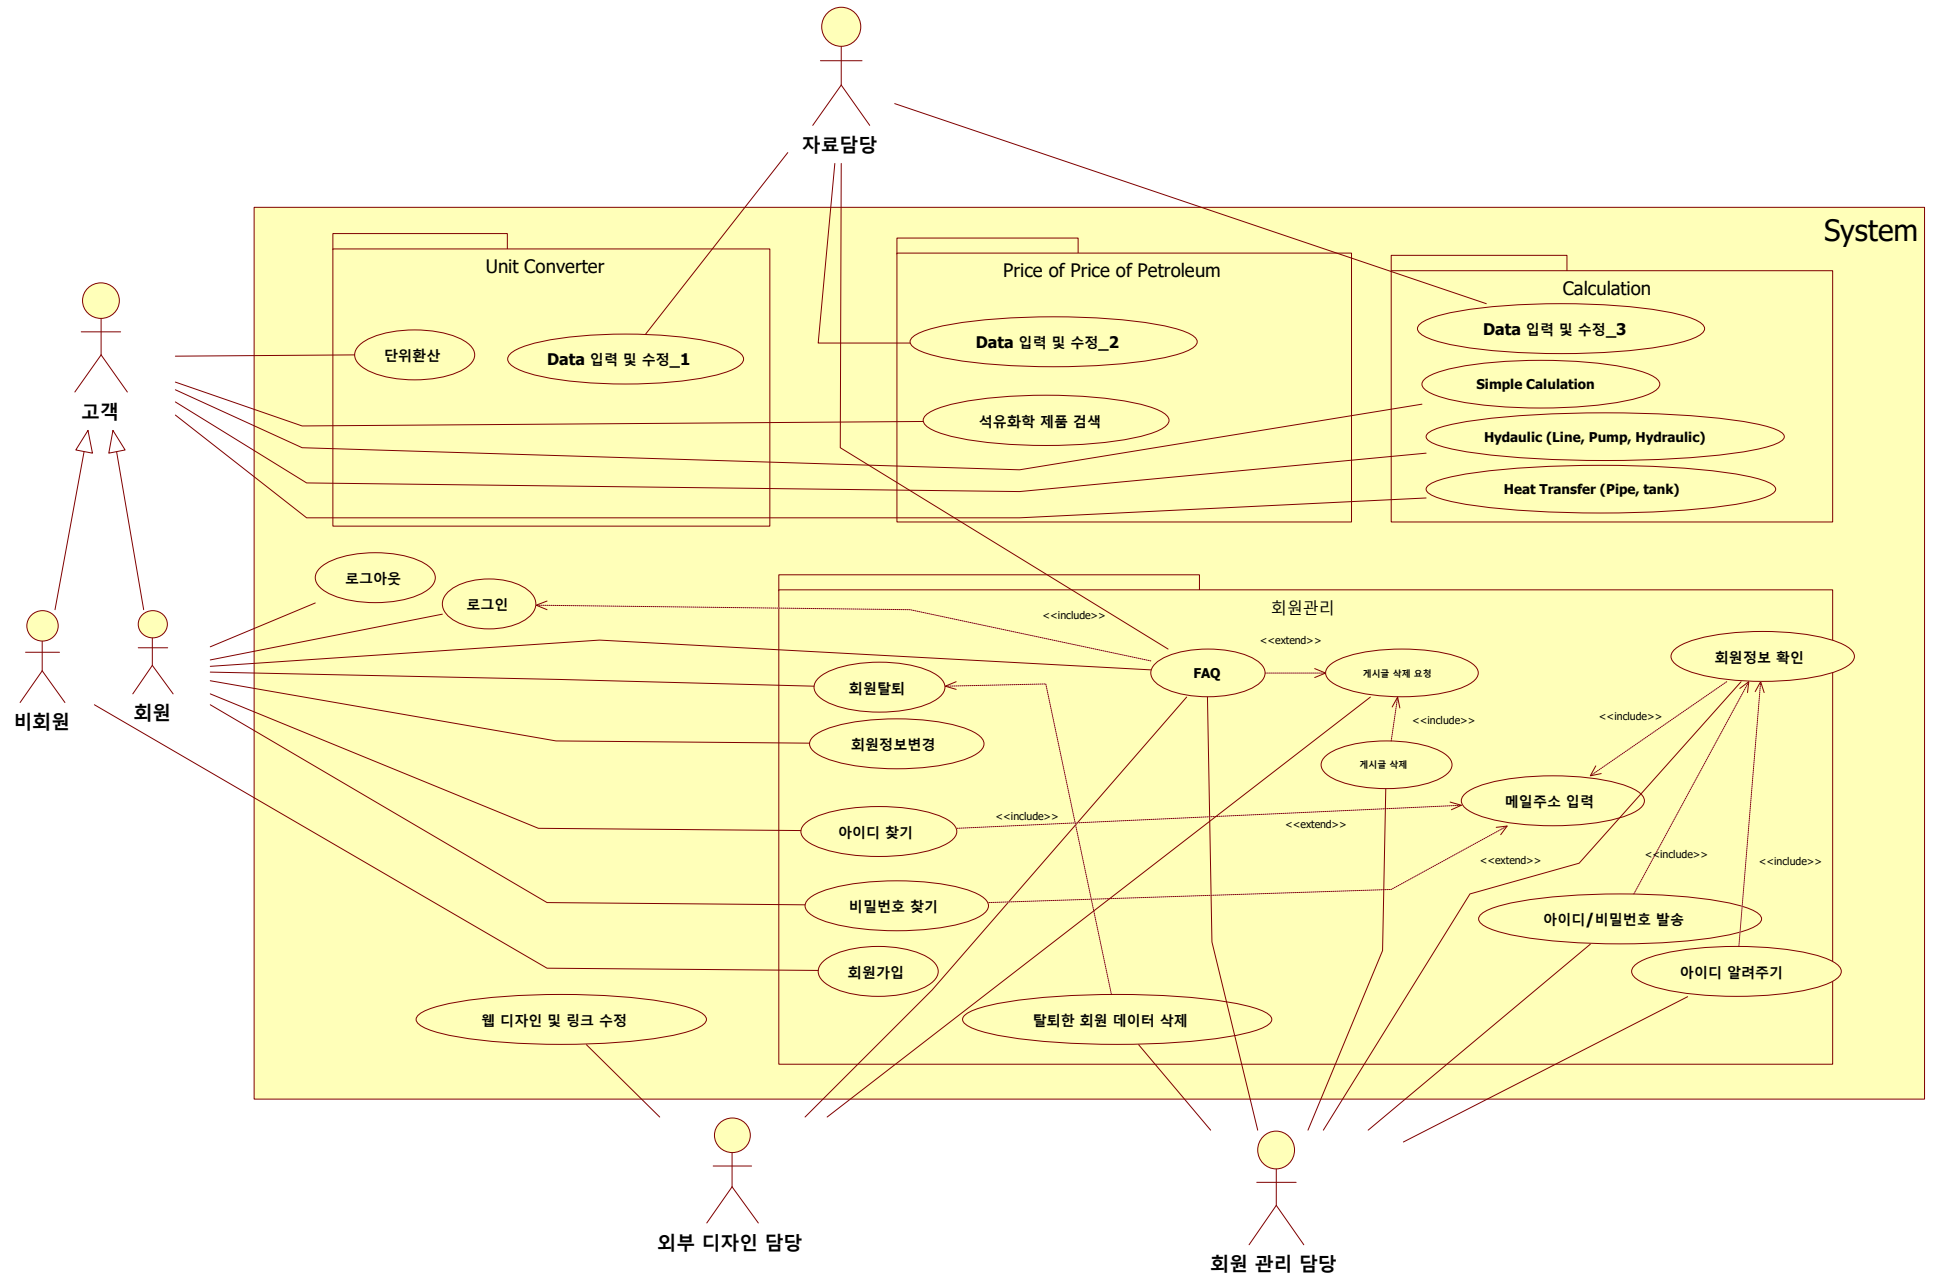 자료담당
System
Unit Converter
Price of Price of Petroleum
Calculation
단위환산
Data 입력 및 수정_1
Data 입력 및 수정_2
Data 입력 및 수정_3
Simple Calulation
석유화학 제품 검색
Hydaulic (Line, Pump, Hydraulic)
Heat Transfer (Pipe, tank)
고객
로그아웃
로그인
회원관리
<<include>>
<<extend>>
회원정보 확인
FAQ
게시글 삭제 요청
회원탈퇴
비회원
회원
<<include>>
<<include>>
회원정보변경
게시글 삭제
메일주소 입력
<<include>>
<<extend>>
아이디 찾기
<<extend>>
<<include>>
<<include>>
비밀번호 찾기
아이디/비밀번호 발송
회원가입
아이디 알려주기
웹 디자인 및 링크 수정
탈퇴한 회원 데이터 삭제
외부 디자인 담당
회원 관리 담당